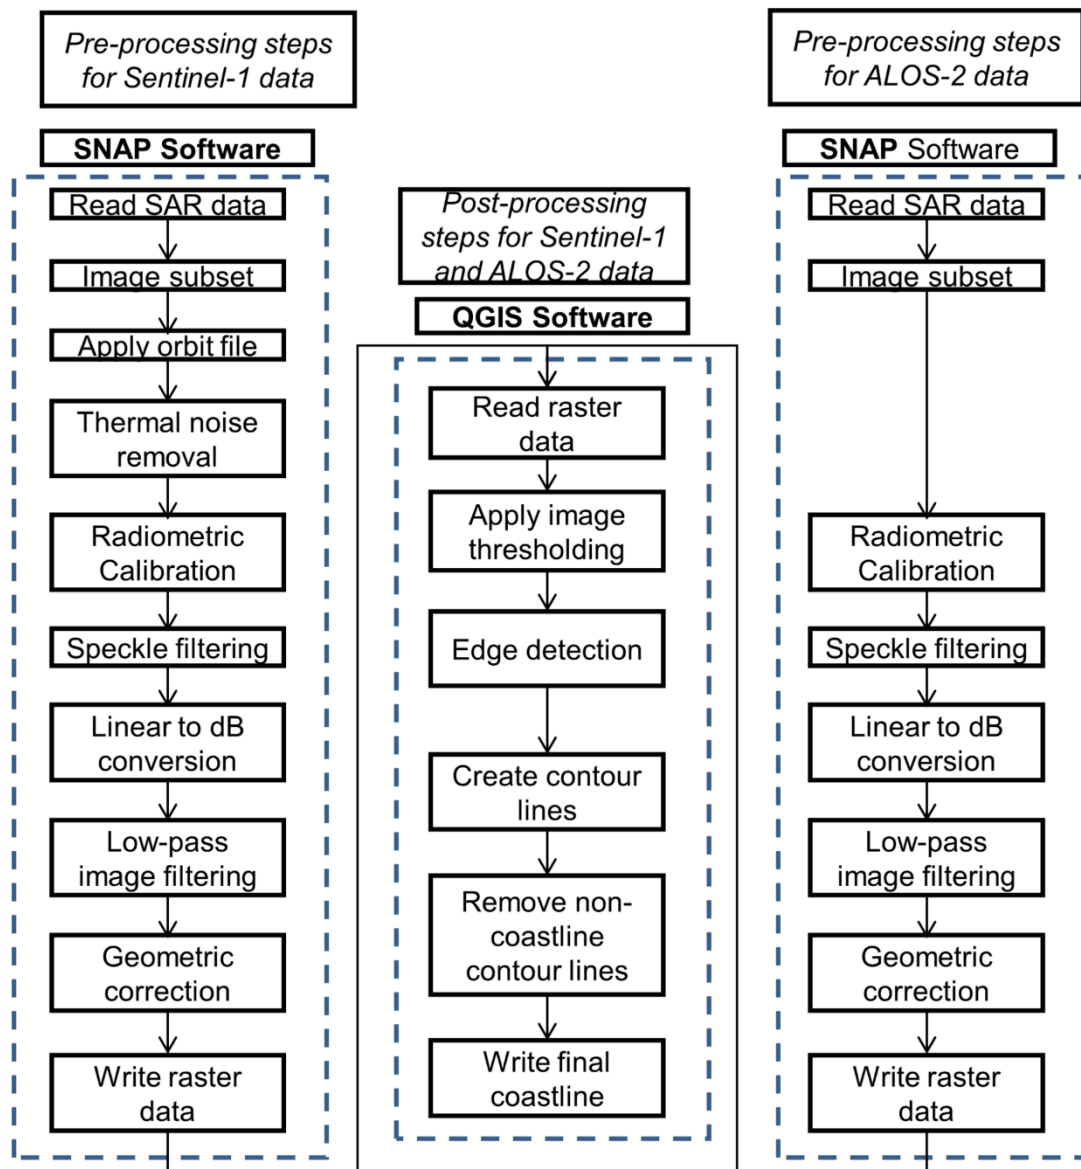 Pre-processing steps
for Sentinel-1 data
SNAP Software
Read SAR data
Image subset
Apply orbit file
Thermal noise
removal
Radiometric
Calibration
Speckle filtering
Linear to dB
conversion
Low-pass
image filtering
Geometric
correction
Write raster
data
Post-processing
steps for Sentinel-1
and ALOS-2 data
QGIS Software
Read raster
data
Apply image
thresholding
Edge detection
Create contour
lines
Remove non-
coastline
contour lines
Write final
coastline
Pre-processing steps
for ALOS-2 data
SNAP Software
Read SAR data
Image subset
Radiometric
Calibration
Speckle filtering
Linear to dB
conversion
Low-pass
image filtering
Geometric
correction
Write raster
data